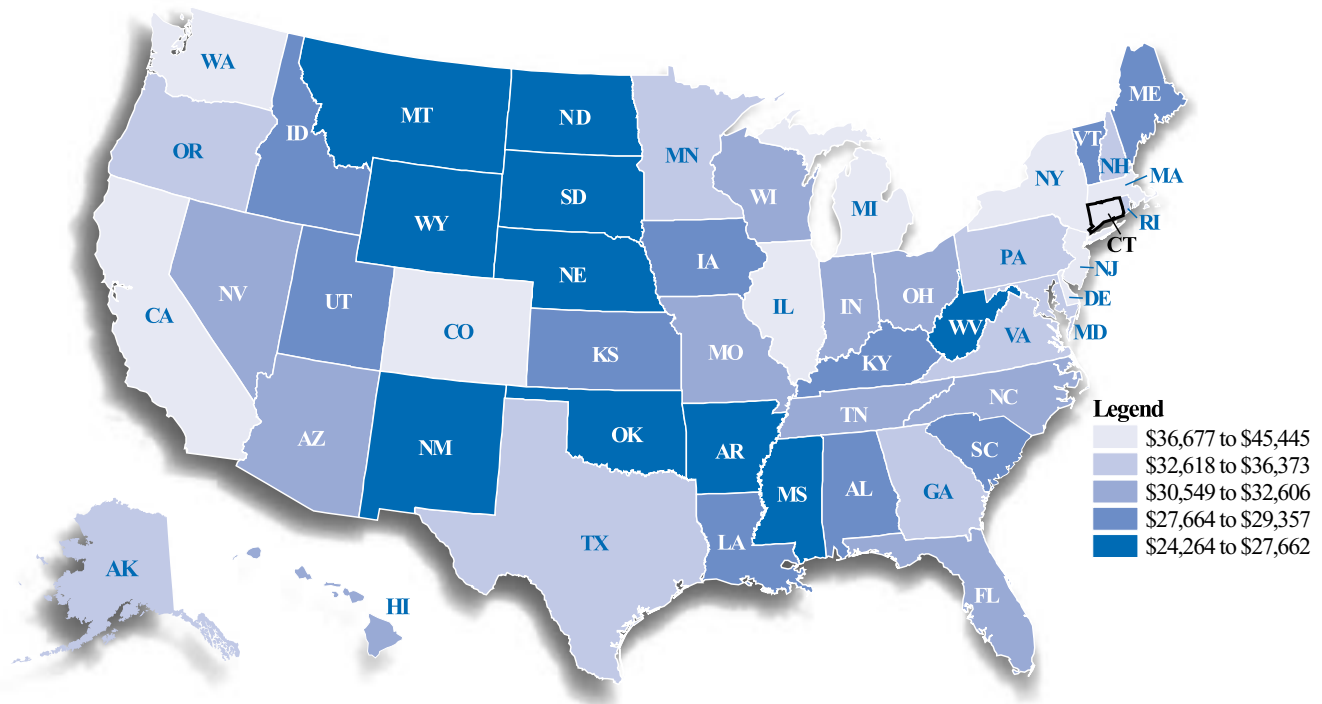 WA
MT
ND
MN
ME
VT
NH
OR
ID
SD
WI
MI
NY
MA
RI
CT
WY
NE
IA
PA
NJ
NV
UT
CO
IL
IN
OH
DE
MD
CA
KS
MO
WV
VA
KY
AZ
NM
OK
AR
TN
NC
SC
MS
AL
GA
TX
LA
FL
AK
HI
Legend
$36,677 to $45,445
$32,618 to $36,373
$30,549 to $32,606
$27,664 to $29,357
$24,264 to $27,662